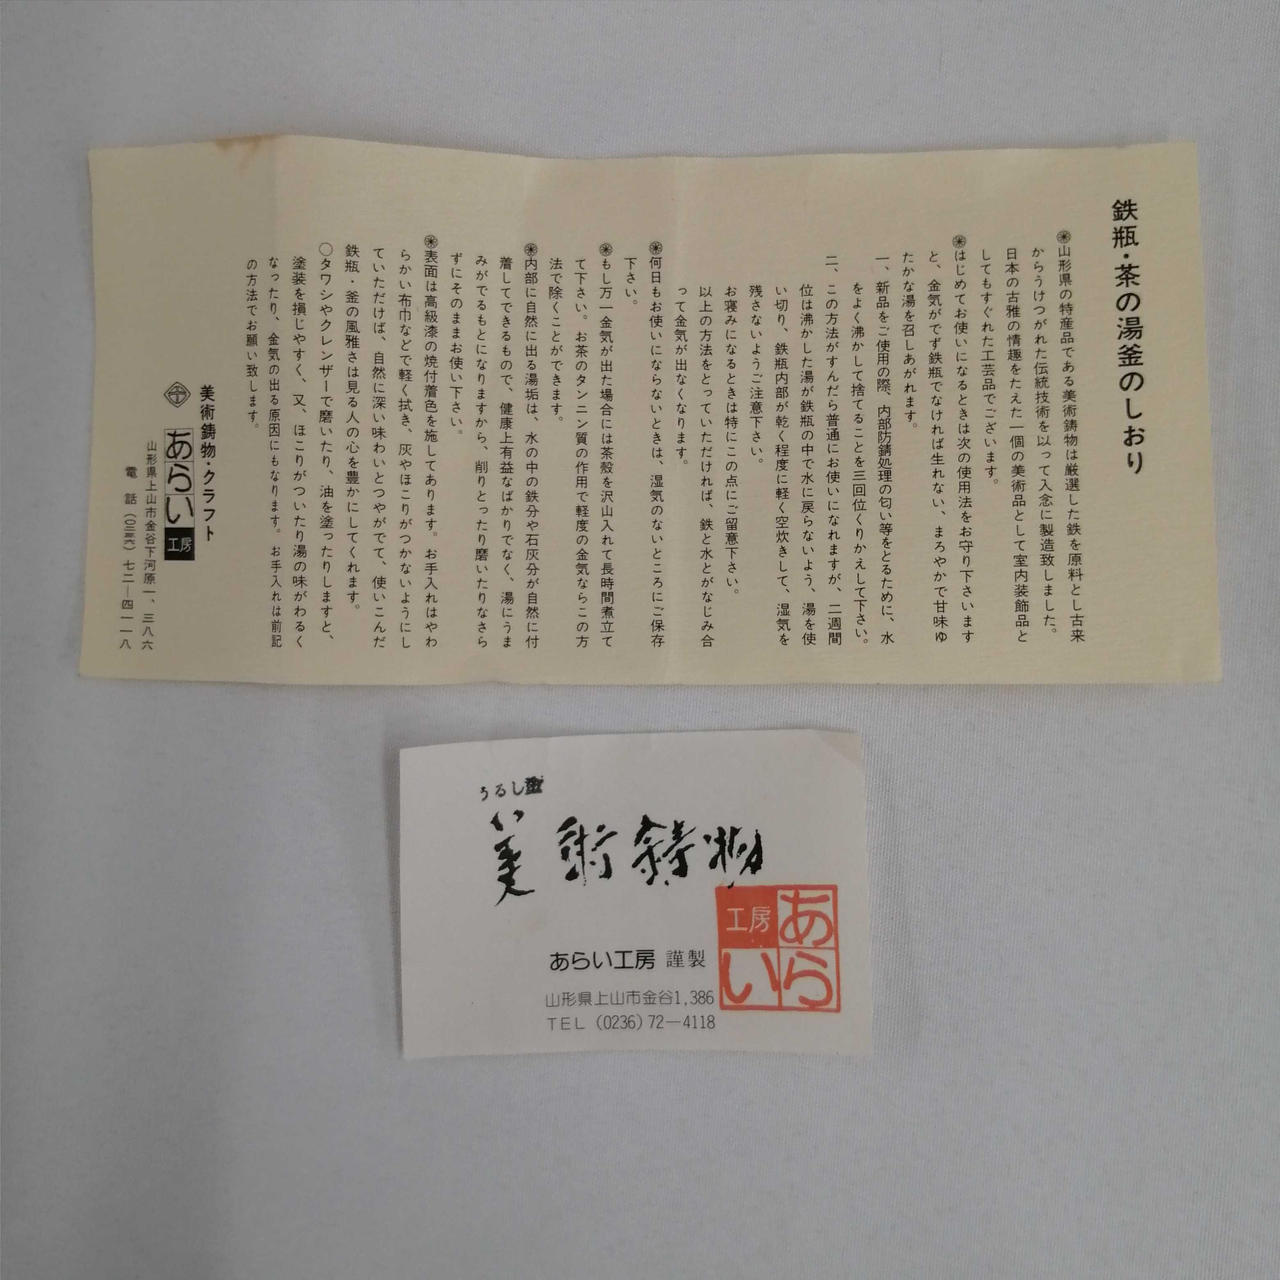 鉄瓶・茶の湯釜のしおり
山形県の特産品である美術鋳物は厳選した鉄を原料とし古来
からうけつがれた伝統技術を以って入念に製造致しました。
日本の古雅の情趣をたたえた一個の美術品として室内装飾品と
してもすぐれた工芸品でございます。
はじめてお使いになるときは次の使用法をお守り下さいます
と、金気がでず鉄瓶でなければ生れない、まろやかで甘味ゆ
たかな湯を召しあがれます。
一、新品をご使用の際、内部防錆処理の匂い等をとるために、水
をよく沸かして捨てることを三回位くりかえして下さい。
二、この方法がすんだら普通にお使いになれますが、二週間
位は沸かした湯が鉄瓶の中で水に戻らないよう、湯を使
い切り、鉄瓶内部が乾く程度に軽く空炊きして、湿気を
残さないようご注意下さい。
お寝みになるときは特にこの点にご留意下さい。
以上の方法をとっていただければ、鉄と水とがなじみ合
って金気が出なくなります。
何日もお使いにならないときは、湿気のないところにご保存
下さい。
もし万一金気が出た場合には茶殻を沢山入れて長時間煮立て
て下さい。お茶のタンニン質の作用で軽度の金気ならこの方
法で除くことができます。
内部に自然に出る湯垢は、水の中の鉄分や石灰分が自然に付
着してできるもので、健康上有益なばかりでなく、湯にうま
みがでるもとになりますから、削りとったり磨いたりなさら
ずにそのままお使い下さい。
表面は高級漆の焼付着色を施してあります。お手入れはやわ
らかい布巾などで軽く拭き、灰やほこりがつかないようにし
ていただけば、自然に深い味わいとつやがでて、使いこんだ
鉄瓶・釜の風雅さは見る人の心を豊かにしてくれます。
○タワシやクレンザーで磨いたり、油を塗ったりしますと、
塗装を損じやすく、又、ほこりがついたり湯の味がわるく
なったり、金気の出る原因にもなります。お手入れは前記
の方法でお願い致します。
美術鋳物・クラフト
あらい工房
山形県上山市金谷下河原一、三八六
電話(〇二三六)七二―四一一八
うるし釜
美術鋳物
あらい工房
あらい工房 謹製
山形県上山市金谷1,386
TEL (0236)72—4118